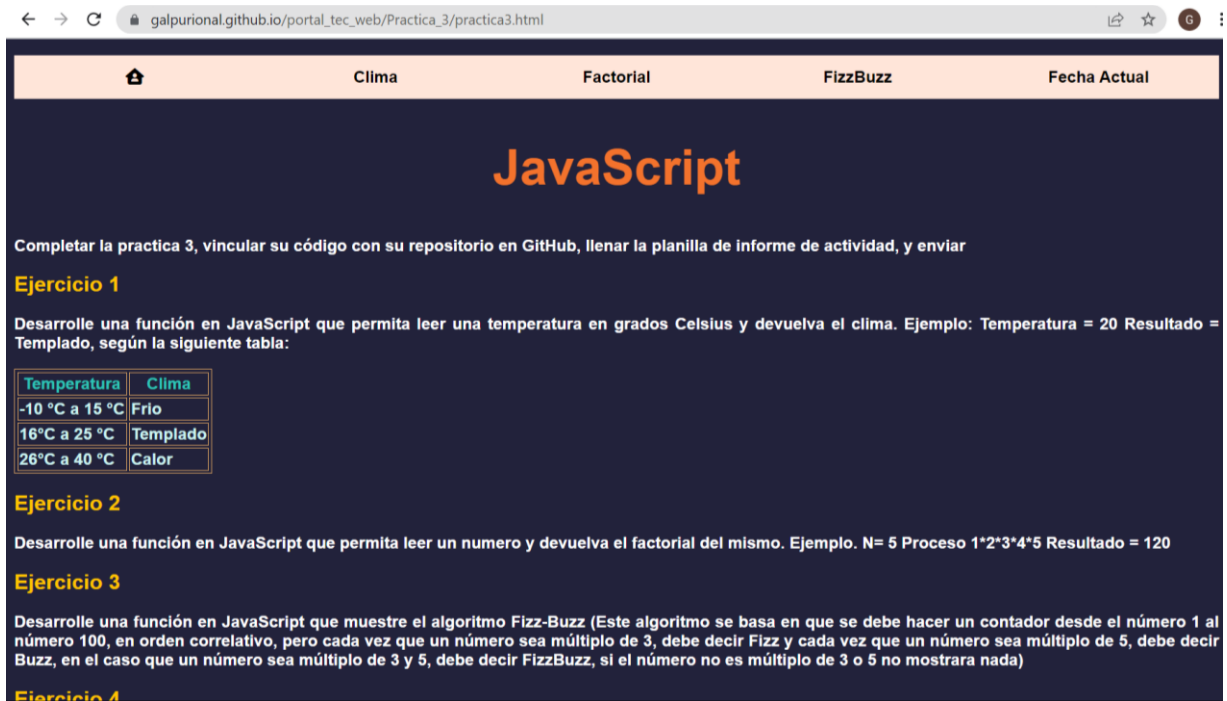 galpurional.github.io/portal_tec_web/Practica_3/practica3.html
G
Clima Factorial FizzBuzz Fecha Actual
JavaScript
Completar la practica 3, vincular su código con su repositorio en GitHub, llenar la planilla de informe de actividad, y enviar
Ejercicio 1
Desarrolle una función en JavaScript que permita leer una temperatura en grados Celsius y devuelva el clima. Ejemplo: Temperatura = 20 Resultado =
Templado, según la siguiente tabla:
Temperatura Clima
-10 °C a 15 °C Frio
16°C a 25 °C Templado
26°C a 40 °C Calor
Ejercicio 2
Desarrolle una función en JavaScript que permita leer un numero y devuelva el factorial del mismo. Ejemplo. N= 5 Proceso 1*2*3*4*5 Resultado = 120
Ejercicio 3
Desarrolle una función en JavaScript que muestre el algoritmo Fizz-Buzz (Este algoritmo se basa en que se debe hacer un contador desde el número 1 al
número 100, en orden correlativo, pero cada vez que un número sea múltiplo de 3, debe decir Fizz y cada vez que un número sea múltiplo de 5, debe decir
Buzz, en el caso que un número sea múltiplo de 3 y 5, debe decir FizzBuzz, si el número no es múltiplo de 3 o 5 no mostrara nada)
Ejercicio 4